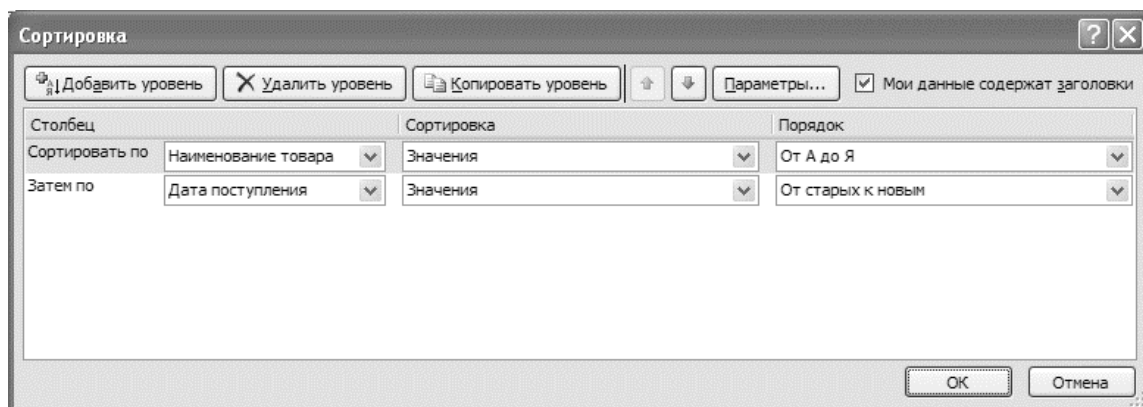 Сортировка
Добавить уровень Удалить уровень Копировать уровень Параметры... Мои данные содержат заголовки
Столбец Сортировка Порядок
Сортировать по Наименование товара Значения От А до Я
Затем по Дата поступления Значения От старых к новым
ОК Отмена